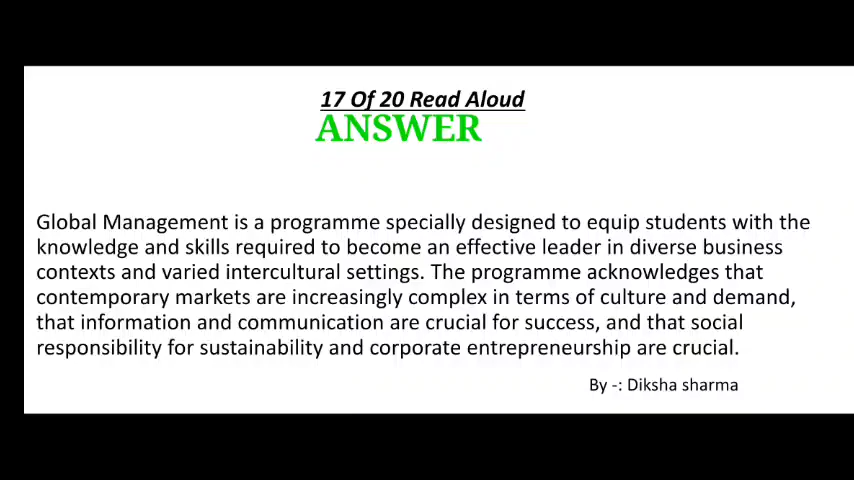 17 Of 20 Read Aloud
ANSWER
Global Management is a programme specially designed to equip students with the
knowledge and skills required to become an effective leader in diverse business
contexts and varied intercultural settings. The programme acknowledges that
contemporary markets are increasingly complex in terms of culture and demand,
that information and communication are crucial for success, and that social
responsibility for sustainability and corporate entrepreneurship are crucial.
By -: Diksha sharma